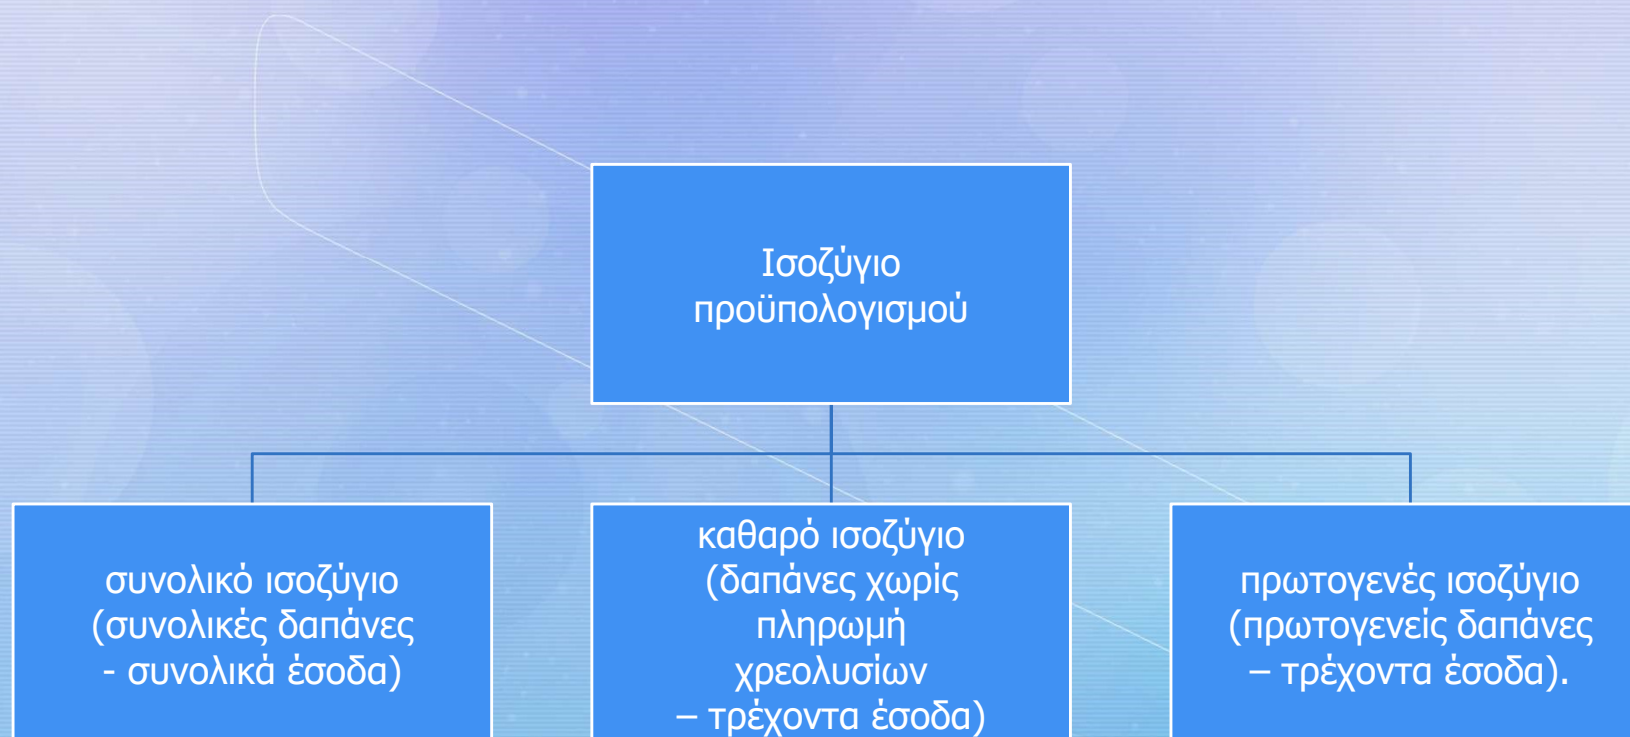 Ισοζύγιο
προϋπολογισμού
συνολικό ισοζύγιο
(συνολικές δαπάνες
- συνολικά έσοδα)
καθαρό ισοζύγιο
(δαπάνες χωρίς
πληρωμή
χρεολυσίων
– τρέχοντα έσοδα)
πρωτογενές ισοζύγιο
(πρωτογενείς δαπάνες
– τρέχοντα έσοδα).